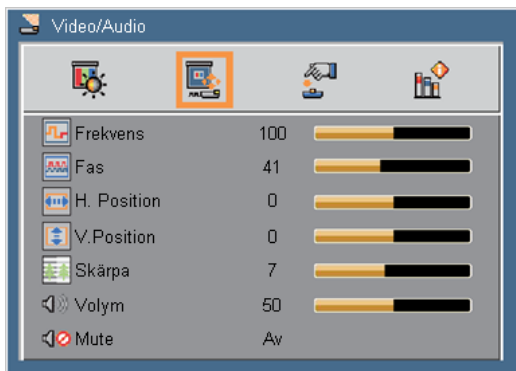 Video/Audio
Frekvens 100
Fas 41
H. Position 0
V.Position 0
Skärpa 7
Volym 50
Mute Av